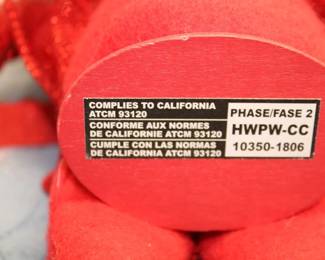 COMPLIES TO CALIFORNIA
ATCM 93120
CONFORME AUX NORMES
DE CALIFORNIE ATCM 93120
CUMPLE CON LAS NORMAS
DE CALIFORNIA ATCM 93120
PHASE/FASE 2
HWPW-CC
10350-1806